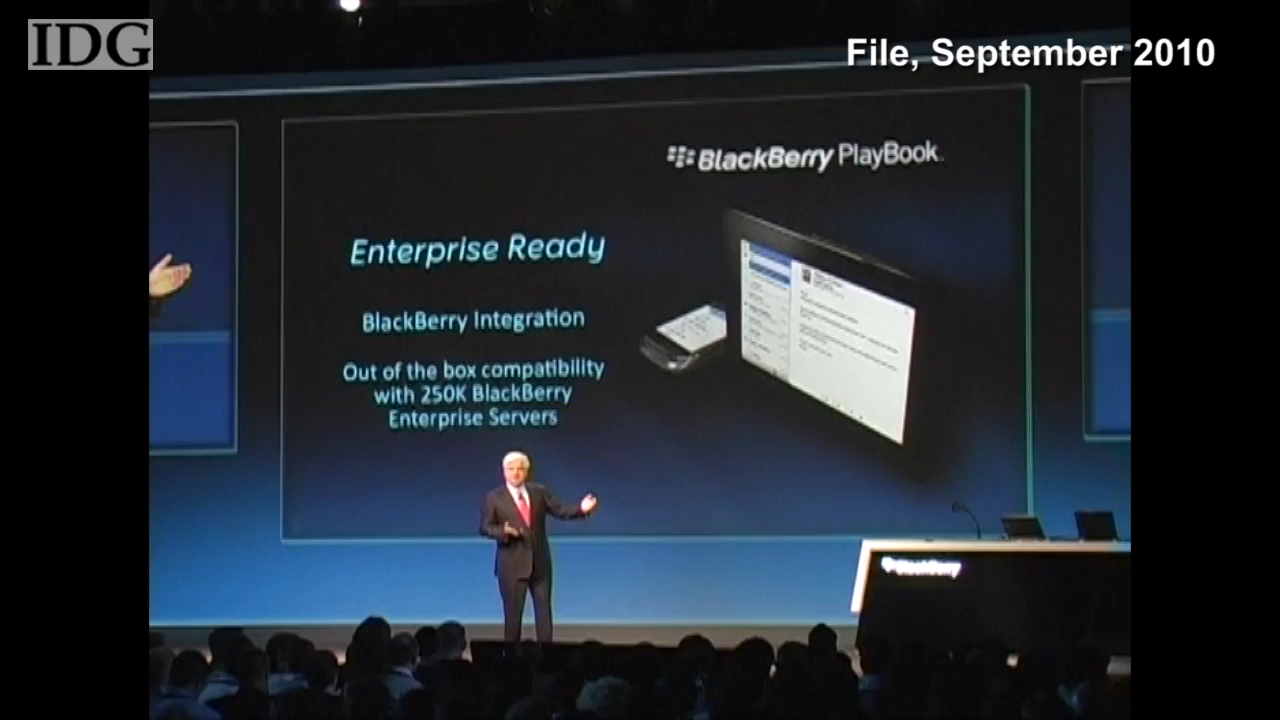 IDG
File, September 2010
BlackBerry PlayBook
Enterprise Ready
BlackBerry Integration
Out of the box compatibility
with 250K BlackBerry
Enterprise Servers
BlackBerry